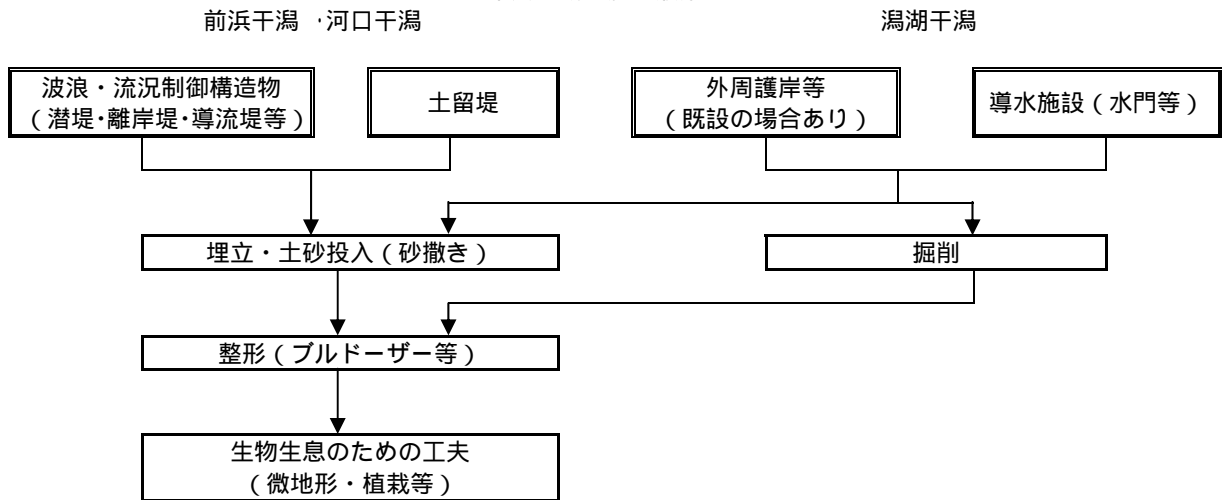 前浜干潟・河口干潟
潟湖干潟
波浪・流況制御構造物
（潜堤・離岸堤・導流堤等）
土留堤
外周護岸等
（既設の場合あり）
導水施設（水門等）
埋立・土砂投入（砂撒き）
掘削
整形（ブルドーザー等）
生物生息のための工夫
（微地形・植栽等）